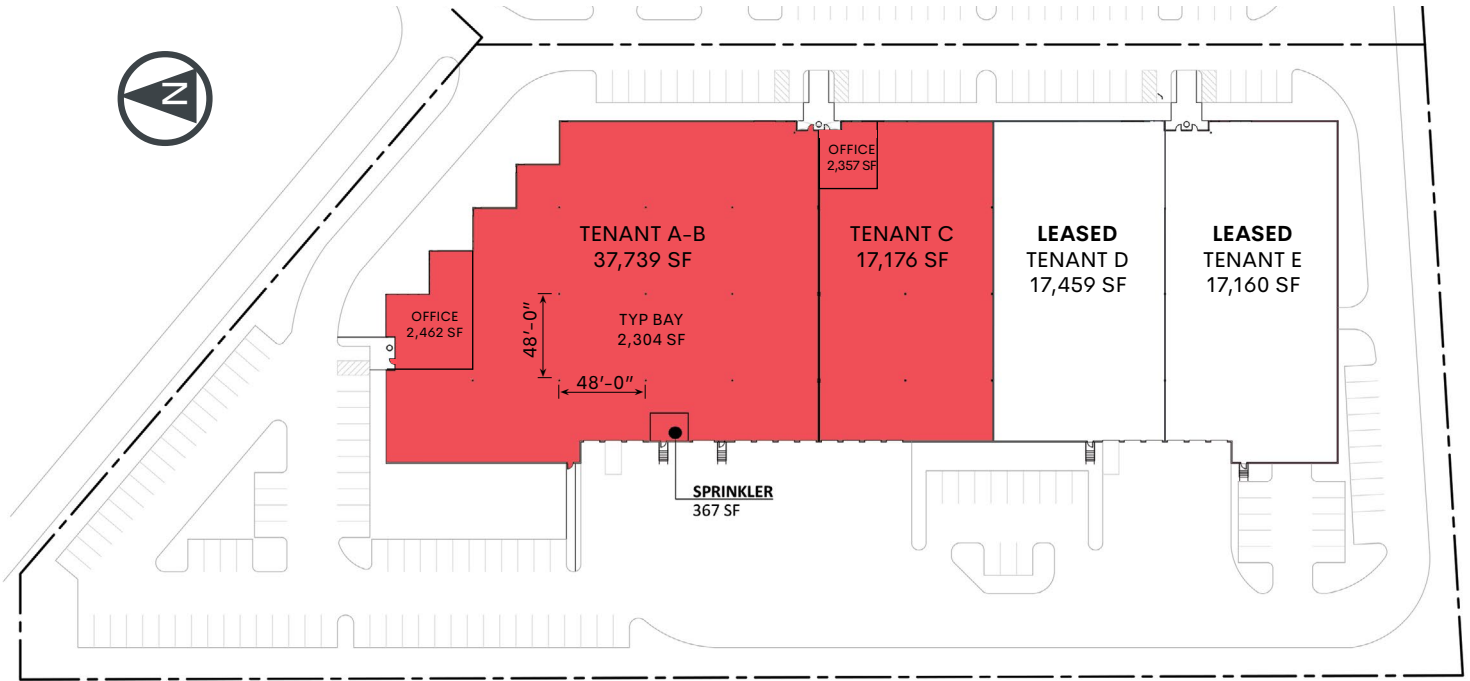 N
OFFICE
2,357 SF
TENANT A-B
37,739 SF
TENANT C
17,176 SF
LEASED
TENANT D
17,459 SF
LEASED
TENANT E
17,160 SF
OFFICE
2,462 SF
48'-0"
TYP BAY
2,304 SF
48'-0"
SPRINKLER
367 SF